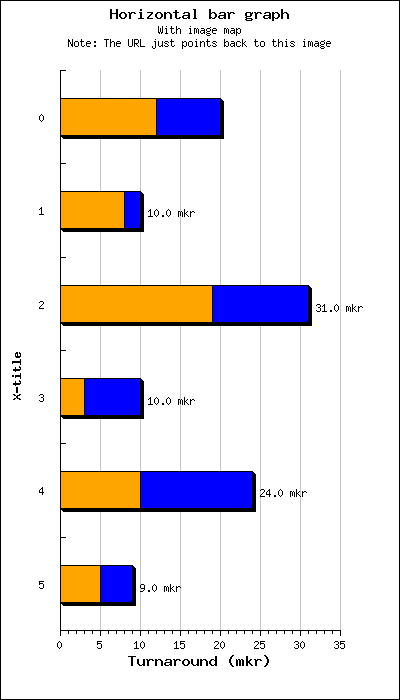 Horizontal bar graph
With image map
Note: The URL just points back to this image
0
1
10.0 mkr
2
31.0 mkr
X-title
3
10.0 mkr
4
24.0 mkr
5
9.0 mkr
0 5 10 15 20 25 30 35
Turnaround (mkr)